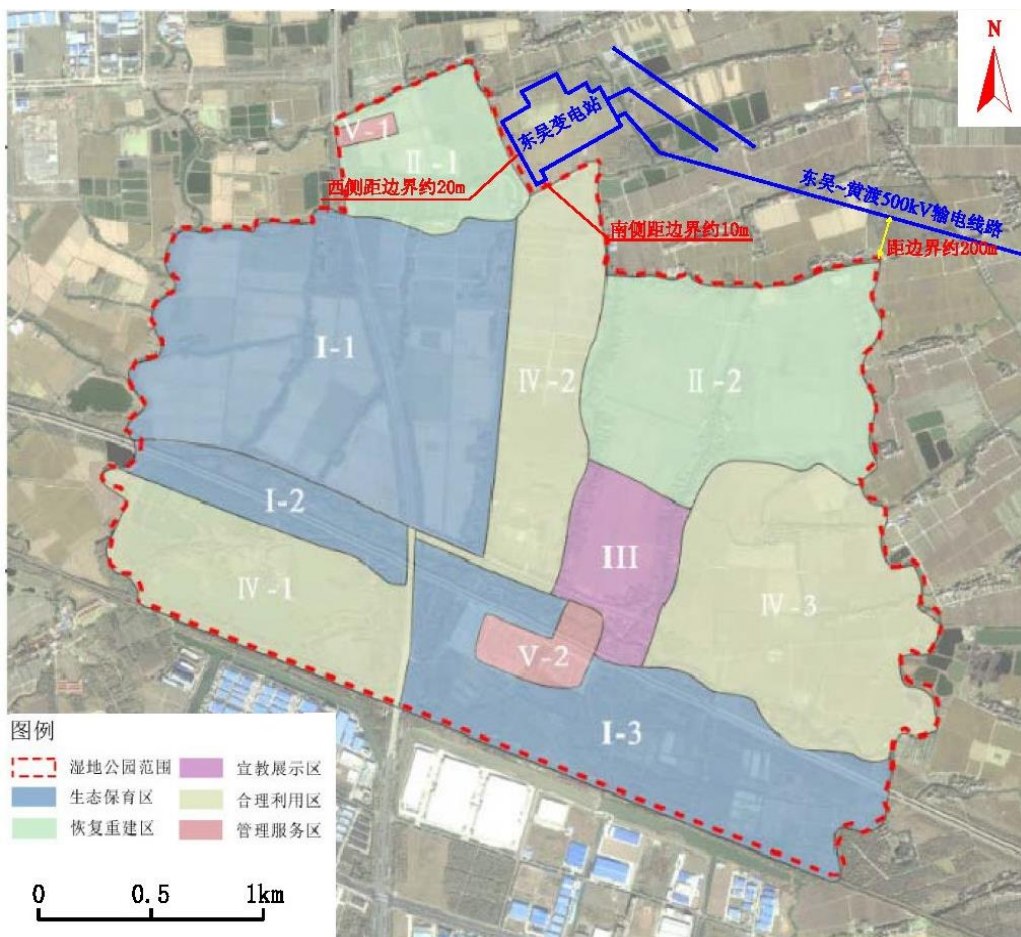 N
东吴变电站
V-1
II-1
西侧距边界约20m
东吴~黄渡500kV输电线路
南侧距边界约10m
距边界约200m
I-1
IV-2
II-2
I-2
III
IV-1
IV-3
V-2
I-3
图例
湿地公园范围
宣教展示区
生态保育区
合理利用区
恢复重建区
管理服务区
0 0.5 1km